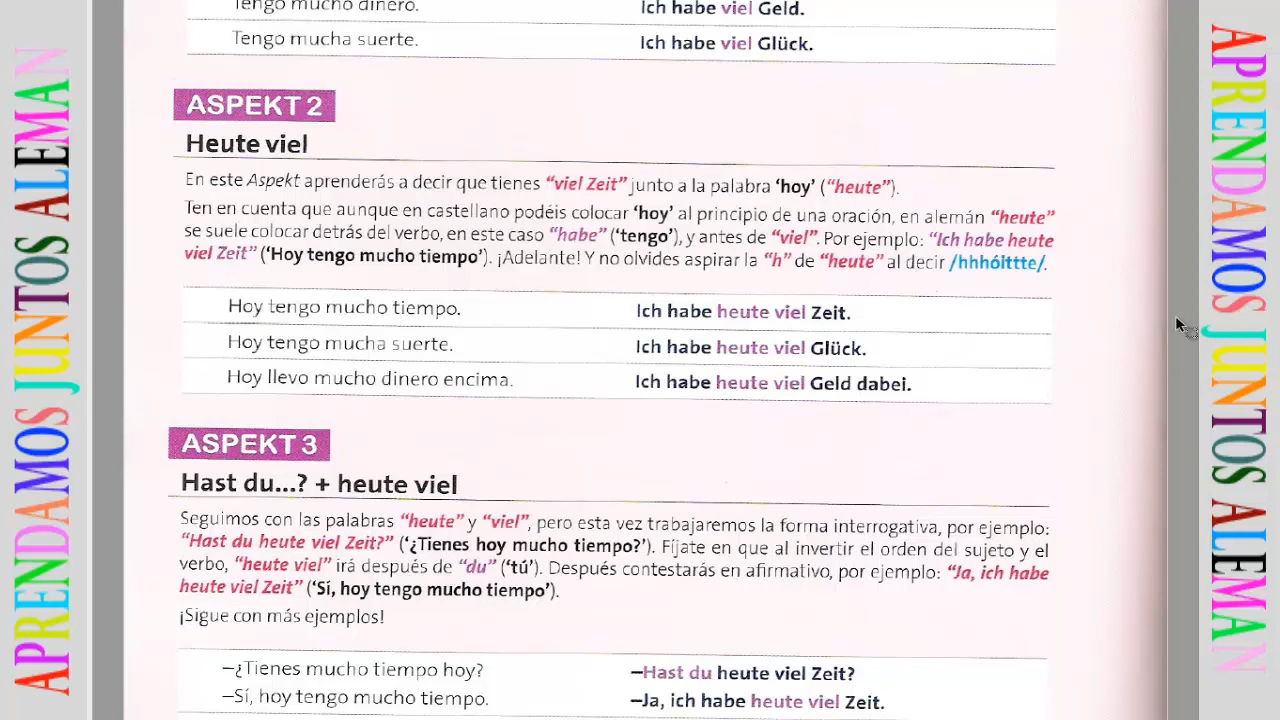 Tengo mucho dinero. Ich habe viel Geld.
Tengo mucha suerte. Ich habe viel Glück.
ASPEKT 2
Heute viel
En este Aspekt aprenderás a decir que tienes "viel Zeit" junto a la palabra 'hoy' ("heute").
Ten en cuenta que aunque en castellano podéis colocar 'hoy' al principio de una oración, en alemán "heute"
se suele colocar detrás del verbo, en este caso "habe" ('tengo'), y antes de "viel". Por ejemplo: "Ich habe heute
viel Zeit" ('Hoy tengo mucho tiempo'). ¡Adelante! Y no olvides aspirar la "h" de "heute" al decir /hhhóittte/.
Hoy tengo mucho tiempo. Ich habe heute viel Zeit.
Hoy tengo mucha suerte. Ich habe heute viel Glück.
Hoy llevo mucho dinero encima. Ich habe heute viel Geld dabei.
ASPEKT 3
Hast du...? + heute viel
Seguimos con las palabras "heute" y "viel", pero esta vez trabajaremos la forma interrogativa, por ejemplo:
"Hast du heute viel Zeit?" ('¿Tienes hoy mucho tiempo?'). Fíjate en que al invertir el orden del sujeto y el
verbo, "heute viel" irá después de "du" ('tú'). Después contestarás en afirmativo, por ejemplo: "Ja, ich habe
heute viel Zeit" ('Sí, hoy tengo mucho tiempo').
¡Sigue con más ejemplos!
–¿Tienes mucho tiempo hoy? –Hast du heute viel Zeit?
–Sí, hoy tengo mucho tiempo. –Ja, ich habe heute viel Zeit.
APRENDAMOS JUNTOS ALEMAN
APRENDAMOS JUNTOS ALEMAN